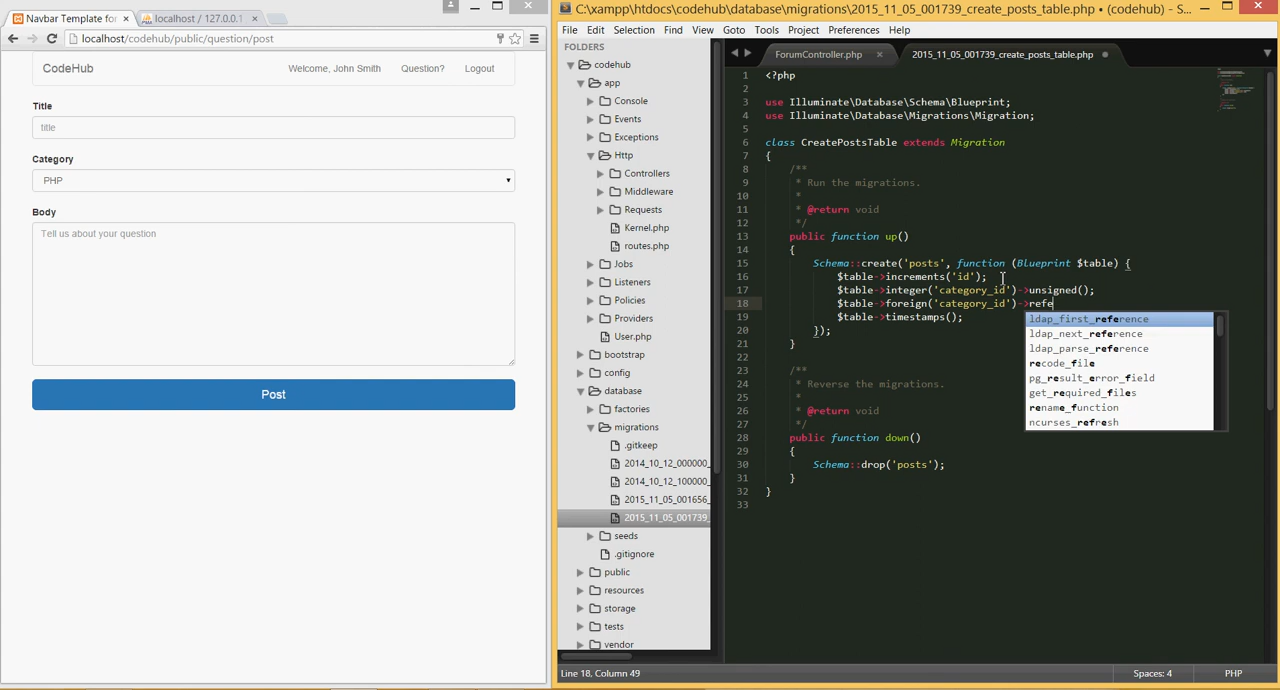 Navbar Template for
localhost / 127.0.0.1
localhost/codehub/public/question/post
CodeHub
Welcome, John Smith
Question?
Logout
Title
title
Category
PHP
Body
Tell us about your question
Post
C:\xampp\htdocs\codehub\database\migrations\2015_11_05_001739_create_posts_table.php • (codehub) - S...
File Edit Selection Find View Goto Tools Project Preferences Help
FOLDERS
codehub
app
Console
Events
Exceptions
Http
Controllers
Middleware
Requests
Kernel.php
routes.php
Jobs
Listeners
Policies
Providers
User.php
bootstrap
config
database
factories
migrations
.gitkeep
2014_10_12_000000_
2014_10_12_100000_
2015_11_05_001656_
2015_11_05_001739_
seeds
.gitignore
public
resources
storage
tests
vendor
ForumController.php
2015_11_05_001739_create_posts_table.php
1 <?php
2
3 use Illuminate\Database\Schema\Blueprint;
4 use Illuminate\Database\Migrations\Migration;
5
6 class CreatePostsTable extends Migration
7 {
8 /**
9 * Run the migrations.
10 *
11 * @return void
12 */
13 public function up()
14 {
15 Schema::create('posts', function (Blueprint $table) {
16 $table->increments('id');
17 $table->integer('category_id')->unsigned();
18 $table->foreign('category_id')->refe
19 $table->timestamps();
20 });
21 }
22
23 /**
24 * Reverse the migrations.
25 *
26 * @return void
27 */
28 public function down()
29 {
30 Schema::drop('posts');
31 }
32 }
33
ldap_first_reference
ldap_next_reference
ldap_parse_reference
recode_file
pg_result_error_field
get_required_files
rename_function
ncurses_refresh
Line 18, Column 49
Spaces: 4
PHP